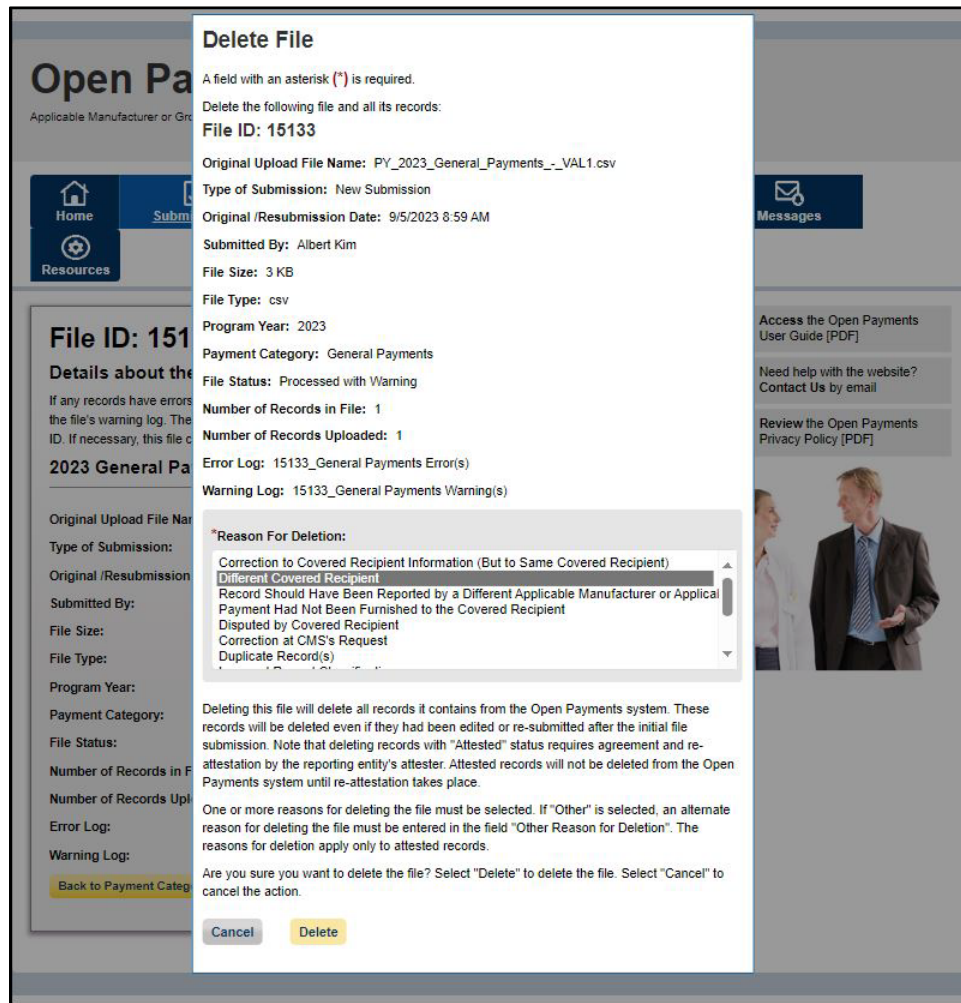 Delete File
A field with an asterisk (*) is required.
Delete the following file and all its records:
File ID: 15133
Original Upload File Name: PY_2023_General_Payments_-_VAL1.csv
Type of Submission: New Submission
Original /Resubmission Date: 9/5/2023 8:59 AM
Submitted By: Albert Kim
File Size: 3 KB
File Type: csv
Program Year: 2023
Payment Category: General Payments
File Status: Processed with Warning
Number of Records in File: 1
Number of Records Uploaded: 1
Error Log: 15133_General Payments Error(s)
Warning Log: 15133_General Payments Warning(s)
*Reason For Deletion:
Correction to Covered Recipient Information (But to Same Covered Recipient)
Different Covered Recipient
Record Should Have Been Reported by a Different Applicable Manufacturer or Applical
Payment Had Not Been Furnished to the Covered Recipient
Disputed by Covered Recipient
Correction at CMS's Request
Duplicate Record(s)
Deleting this file will delete all records it contains from the Open Payments system. These
records will be deleted even if they had been edited or re-submitted after the initial file
submission. Note that deleting records with "Attested" status requires agreement and re-
attestation by the reporting entity's attester. Attested records will not be deleted from the Open
Payments system until re-attestation takes place.
One or more reasons for deleting the file must be selected. If "Other" is selected, an alternate
reason for deleting the file must be entered in the field "Other Reason for Deletion". The
reasons for deletion apply only to attested records.
Are you sure you want to delete the file? Select "Delete" to delete the file. Select "Cancel" to
cancel the action.
Cancel
Delete
Open Pa
Applicable Manufacturer or Gro
Home
Submi
Messages
Resources
File ID: 151
Details about the
If any records have errors
the file's warning log. The
ID. If necessary, this file c
2023 General Pa
Original Upload File Nar
Type of Submission:
Original /Resubmission
Submitted By:
File Size:
File Type:
Program Year:
Payment Category:
File Status:
Number of Records in F
Number of Records Upl
Error Log:
Warning Log:
Back to Payment Categ
Access the Open Payments
User Guide [PDF]
Need help with the website?
Contact Us by email
Review the Open Payments
Privacy Policy [PDF]